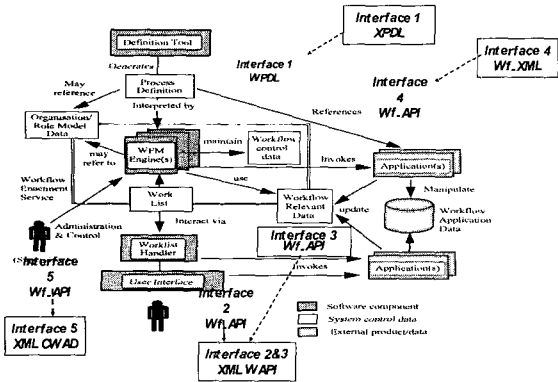 Definition Tool
Generates
May
reference
Process
Definition
Interface 1
WPDL
Interface 1
XPDL
Interface 4
Wf_XML
Interface
4
Wf_API
Organisation/
Role Model
Data
Interpreted by
References
may
refer to
WFM
Engine(s)
maintain
Workflow
control
data
Invokes
Application(s)
Workflow
Enactment
Service
use
Work
List
Workflow
Relevant
Data
Manipulate
update
Workflow
Application
Data
Administration
& Control
Interact via
Interface 3
Wf_API
Worklist
Handler
Invokes
Application(s)
Interface
5
Wf_API
User Interface
Interface
2
Wf_API
Software component
System control data
External product/data
Interface 5
XML CWAD
Interface 2&3
XML WAPI